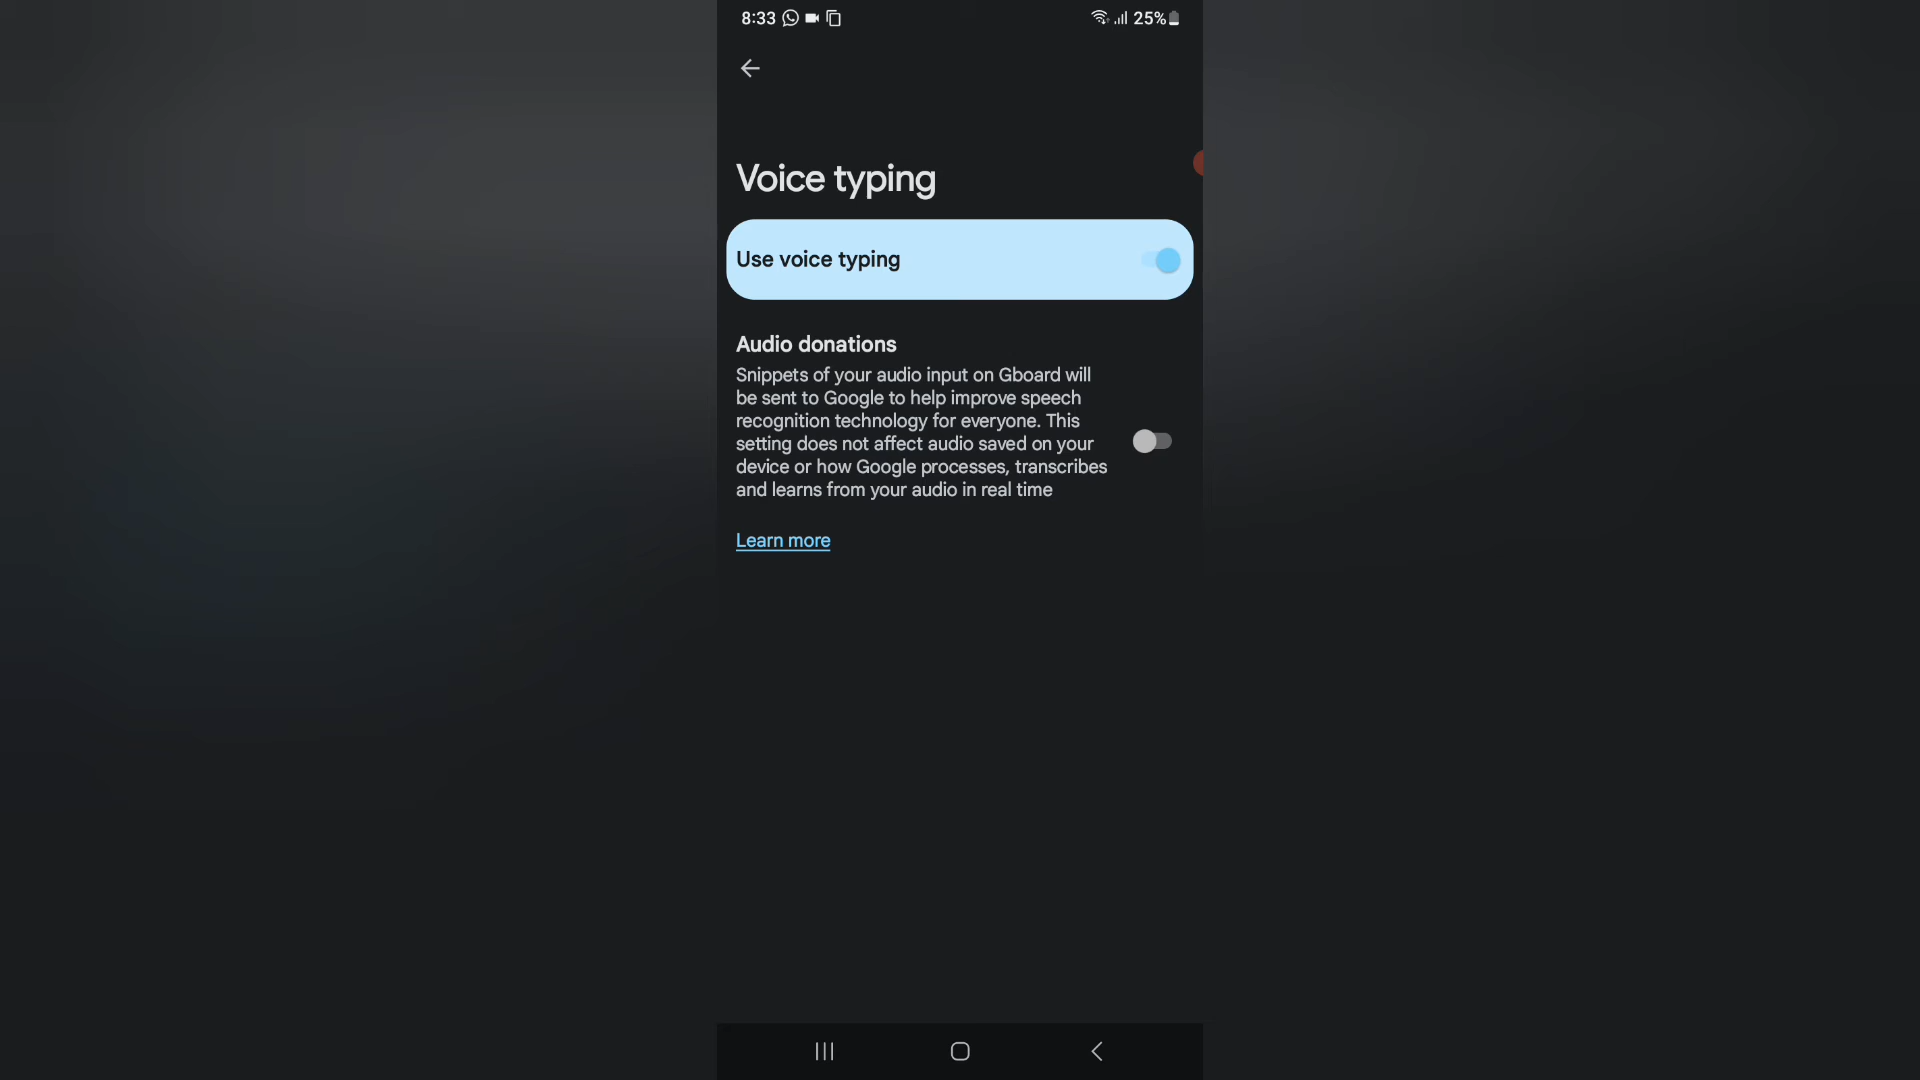 8:33 25%
Voice typing
Use voice typing
Audio donations
Snippets of your audio input on Gboard will
be sent to Google to help improve speech
recognition technology for everyone. This
setting does not affect audio saved on your
device or how Google processes, transcribes
and learns from your audio in real time
Learn more